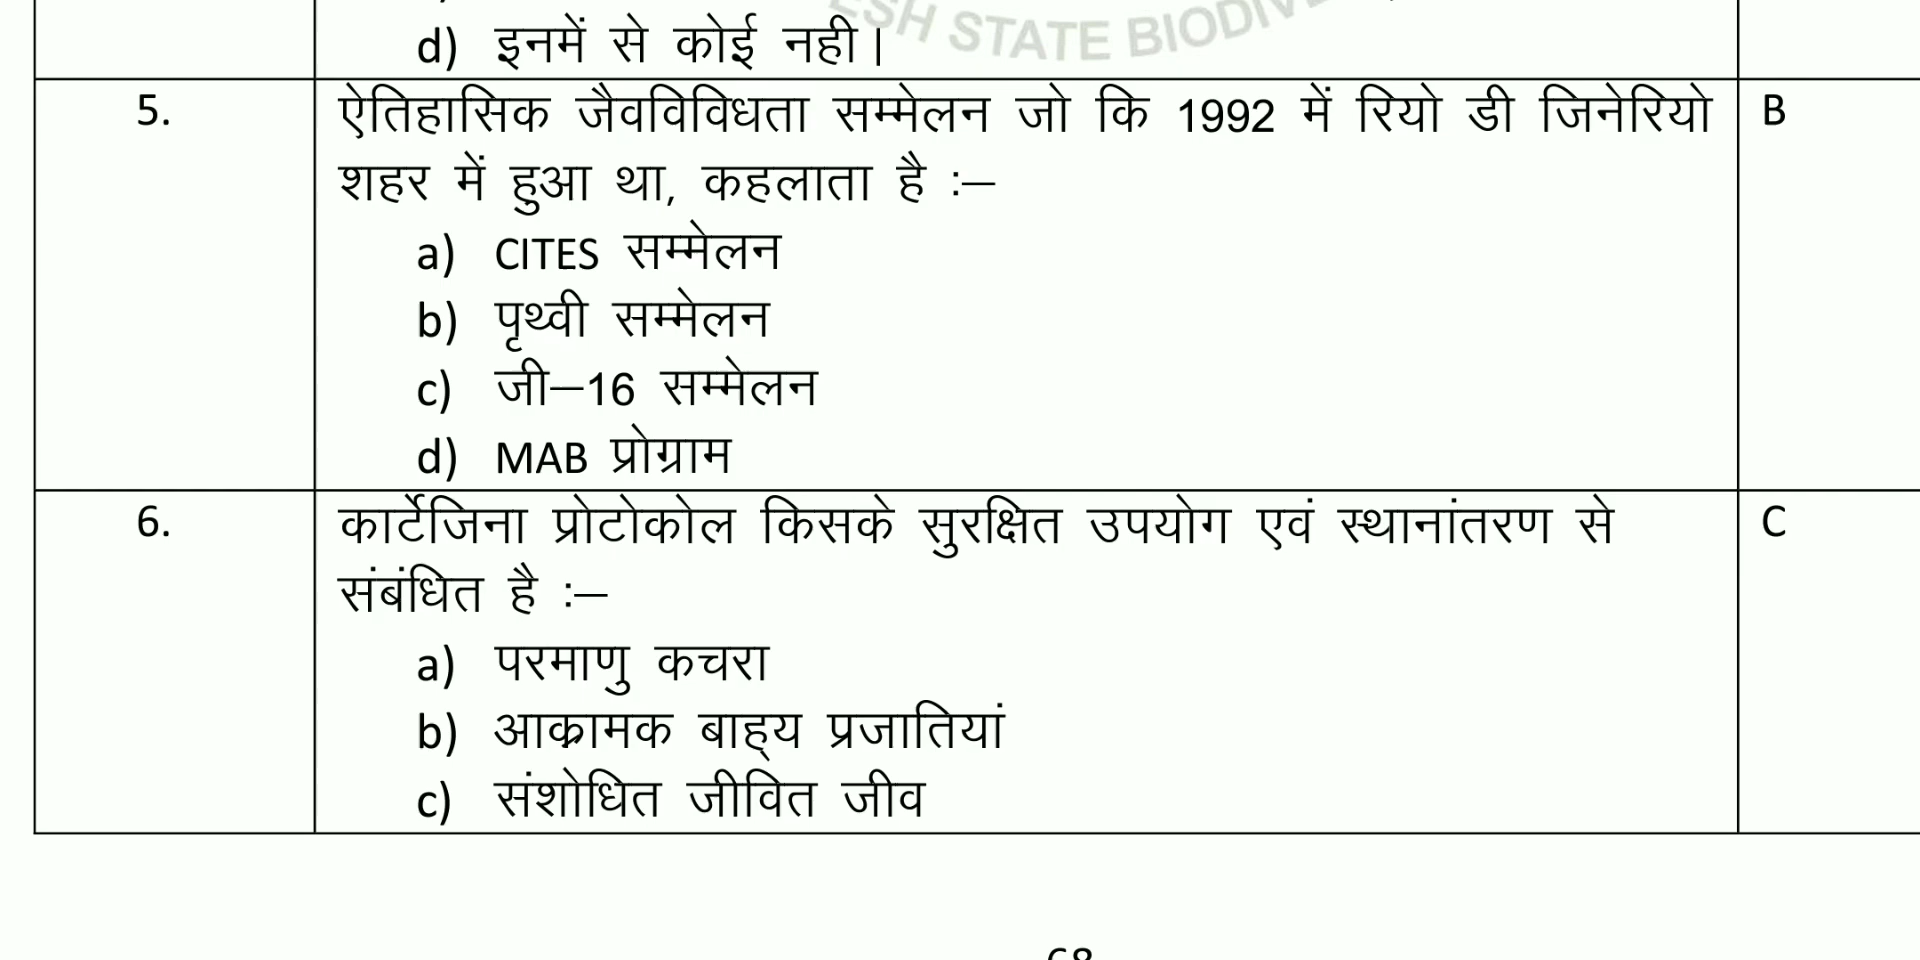 d) इनमें से कोई नही।
SH STATE BIODIV
5.
ऐतिहासिक जैवविविधता सम्मेलन जो कि 1992 में रियो डी जिनेरियो
B
शहर में हुआ था, कहलाता है :–
a) CITES सम्मेलन
b) पृथ्वी सम्मेलन
c) जी–16 सम्मेलन
d) MAB प्रोग्राम
6.
कार्टेजिना प्रोटोकोल किसके सुरक्षित उपयोग एवं स्थानांतरण से
C
संबंधित है :–
a) परमाणु कचरा
b) आक्रामक बाह्य प्रजातियां
c) संशोधित जीवित जीव